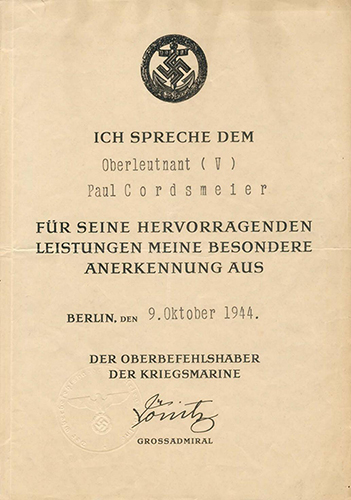 ICH SPRECHE DEM
Oberleutnant (V)
Paul Cordsmeier
FÜR SEINE HERVORRAGENDEN
LEISTUNGEN MEINE BESONDERE
ANERKENNUNG AUS
BERLIN, DEN 9.Oktober 1944.
DER OBERBEFEHLSHABER
DER KRIEGSMARINE
Dönitz
GROSSADMIRAL